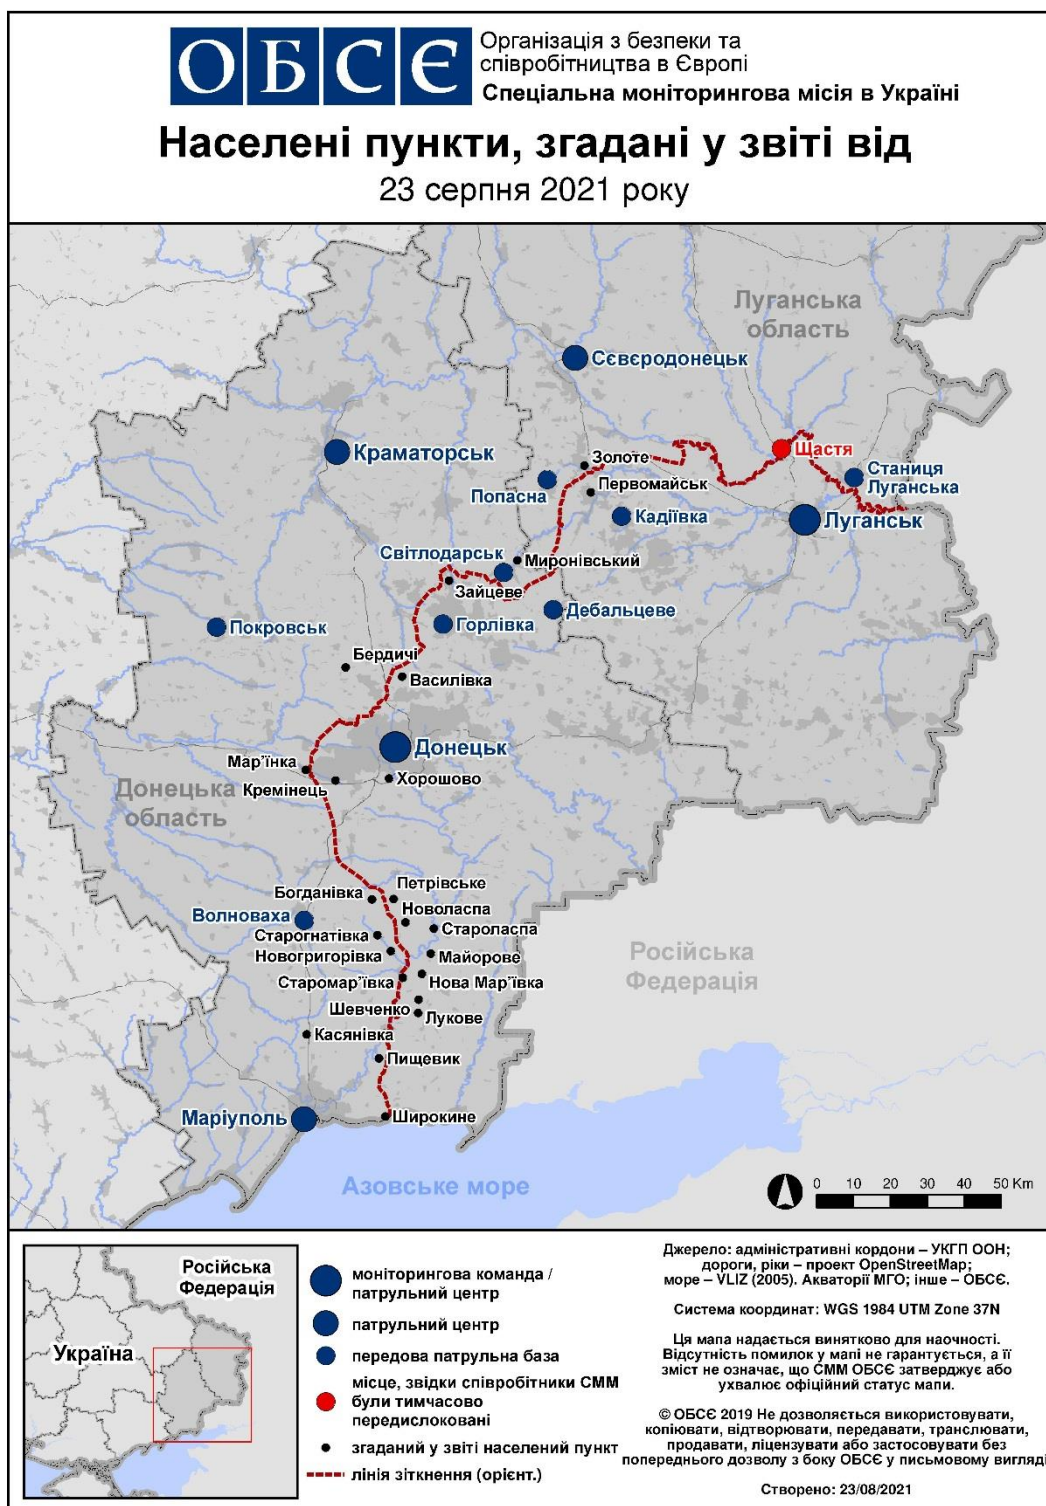 ОБСЄ
Організація з безпеки та
співробітництва в Європі
Спеціальна моніторингова місія в Україні
Населені пункти, згадані у звіті від
23 серпня 2021 року
Луганська
область
Сєвєродонецьк
Щастя
Краматорськ
Золоте
Станиця
Луганська
Попасна
Первомайськ
Кадіївка
Луганськ
Світлодарськ
Миронівський
Зайцеве
Дебальцеве
Горлівка
Покровськ
Бердичі
Василівка
Донецьк
Мар'їнка
Хорошово
Кремінець
Донецька
область
Петрівське
Богданівка
Новоласпа
Волноваха
Староласпа
Старогнатівка
Новогригорівка
Майорове
Російська
Федерація
Старомар'ївка
Нова Мар'ївка
Шевченко
Лукове
Касянівка
Пищевик
Маріуполь
Широкине
Азовське море
0 10 20 30 40 50 Km
Російська
Федерація
Україна
моніторингова команда /
патрульний центр
патрульний центр
передова патрульна база
місце, звідки співробітники СММ
були тимчасово
передислоковані
згаданий у звіті населений пункт
лінія зіткнення (орієнт.)
Джерело: адміністративні кордони – УКГП ООН;
дороги, ріки – проект OpenStreetMap;
море – VLIZ (2005). Акваторії МГО; інше – ОБСЄ.
Система координат: WGS 1984 UTM Zone 37N
Ця мапа надається винятково для наочності.
Відсутність помилок у мапі не гарантується, а її
зміст не означає, що СММ ОБСЄ затверджує або
ухвалює офіційний статус мапи.
© ОБСЄ 2019 Не дозволяється використовувати,
копіювати, відтворювати, передавати, транслювати,
продавати, ліцензувати або застосовувати без
попереднього дозволу з боку ОБСЄ у письмовому вигляді
Створено: 23/08/2021